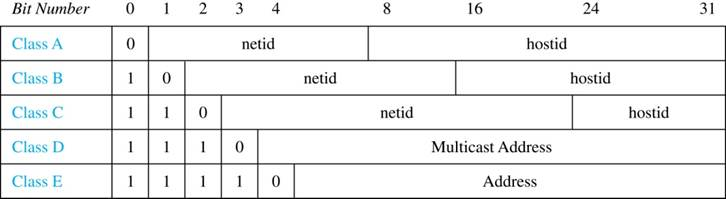 Bit Number 0 1 2 3 4 8 16 24 31
Class A 0 netid hostid
Class B 1 0 netid hostid
Class C 1 1 0 netid hostid
Class D 1 1 1 0 Multicast Address
Class E 1 1 1 1 0 Address